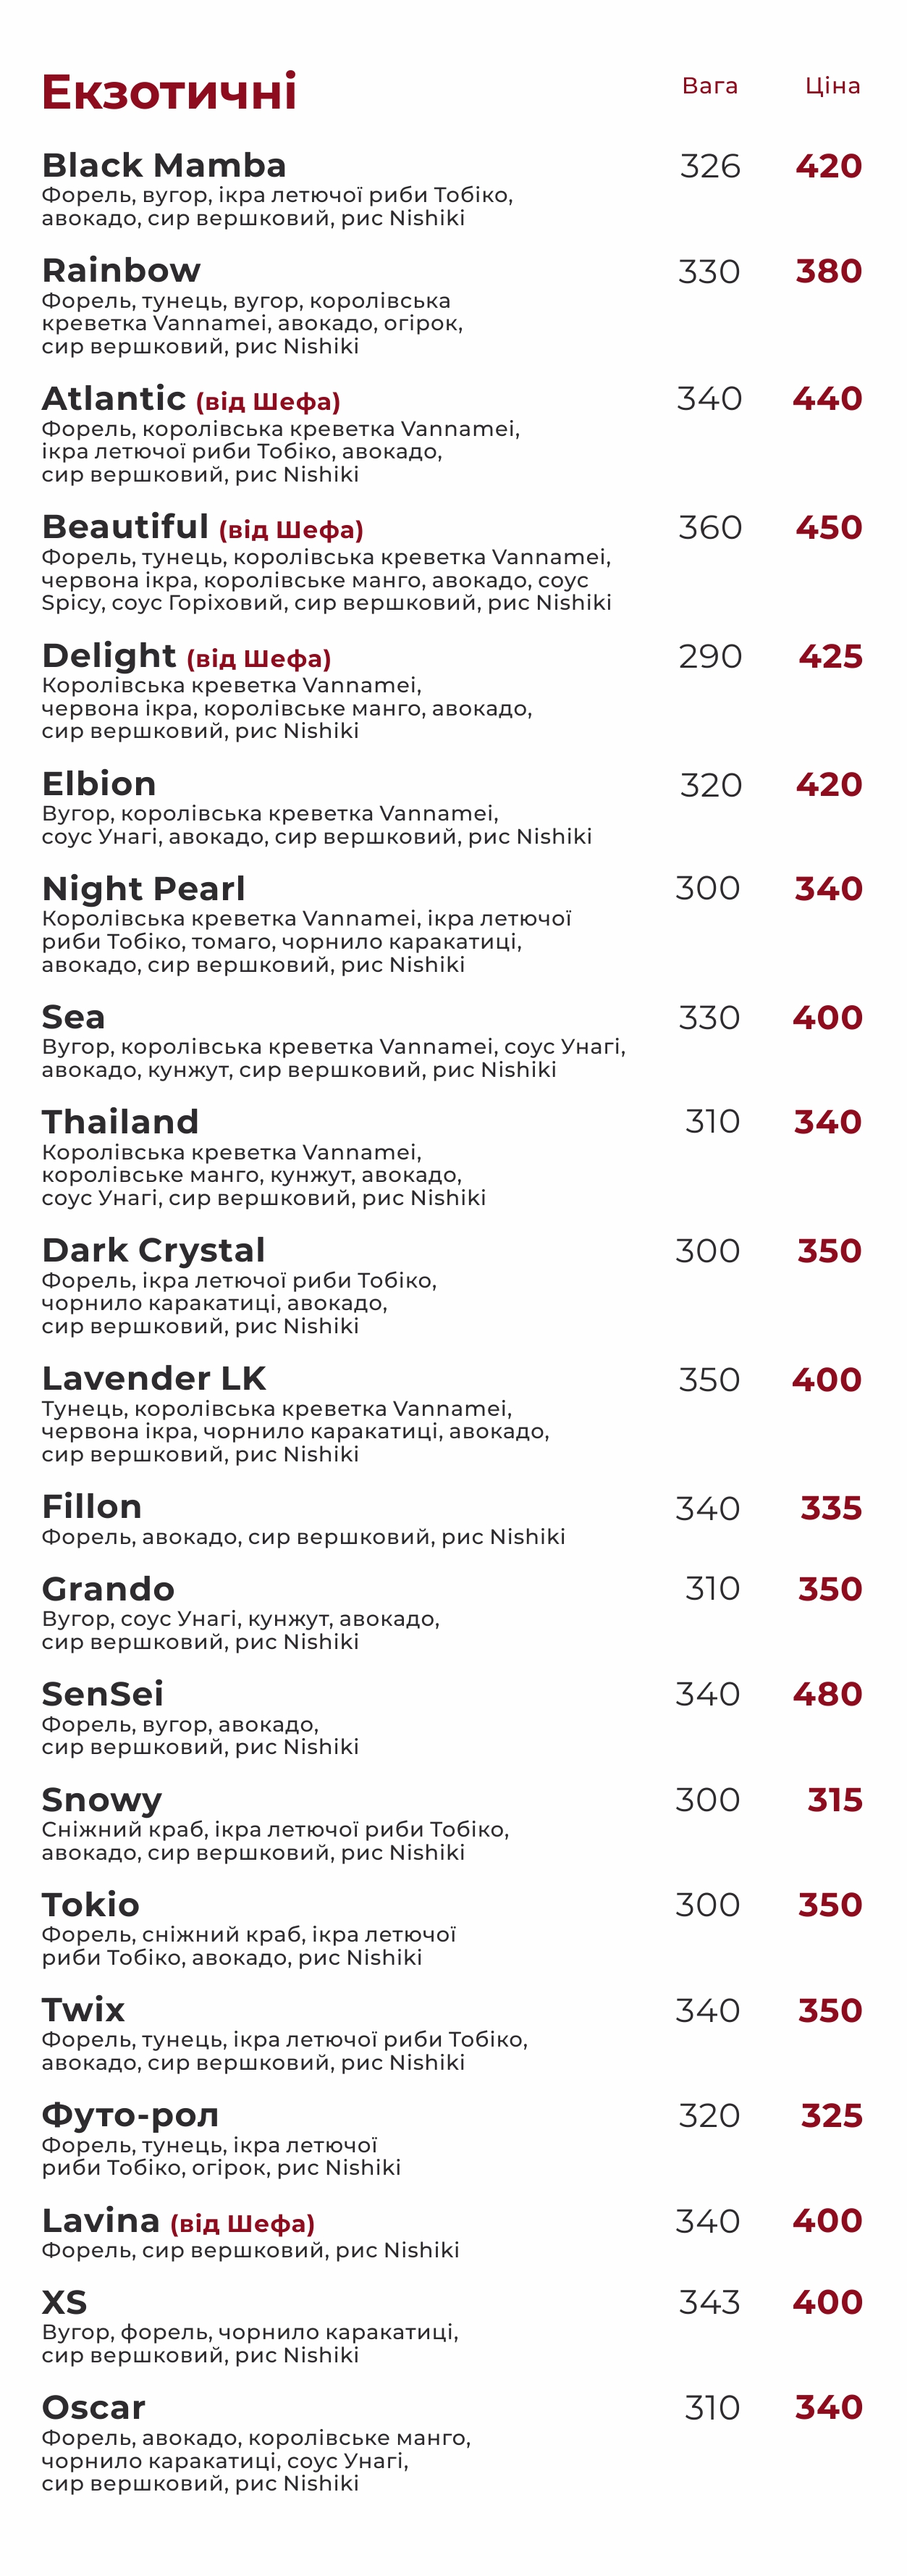 Екзотичні Вага Ціна
Black Mamba 326 420
Форель, вугор, ікра летючої риби Тобіко,
авокадо, сир вершковий, рис Nishiki
Rainbow 330 380
Форель, тунець, вугор, королівська
креветка Vannamei, авокадо, огірок,
сир вершковий, рис Nishiki
Atlantic (від Шефа) 340 440
Форель, королівська креветка Vannamei,
ікра летючої риби Тобіко, авокадо,
сир вершковий, рис Nishiki
Beautiful (від Шефа) 360 450
Форель, тунець, королівська креветка Vannamei,
червона ікра, королівське манго, авокадо, соус
Spicy, соус Горіховий, сир вершковий, рис Nishiki
Delight (від Шефа) 290 425
Королівська креветка Vannamei,
червона ікра, королівське манго, авокадо,
сир вершковий, рис Nishiki
Elbion 320 420
Вугор, королівська креветка Vannamei,
соус Унагі, авокадо, сир вершковий, рис Nishiki
Night Pearl 300 340
Королівська креветка Vannamei, ікра летючої
риби Тобіко, томаго, чорнило каракатиці,
авокадо, сир вершковий, рис Nishiki
Sea 330 400
Вугор, королівська креветка Vannamei, соус Унагі,
авокадо, кунжут, сир вершковий, рис Nishiki
Thailand 310 340
Королівська креветка Vannamei,
королівське манго, кунжут, авокадо,
соус Унагі, сир вершковий, рис Nishiki
Dark Crystal 300 350
Форель, ікра летючої риби Тобіко,
чорнило каракатиці, авокадо,
сир вершковий, рис Nishiki
Lavender LK 350 400
Тунець, королівська креветка Vannamei,
червона ікра, чорнило каракатиці, авокадо,
сир вершковий, рис Nishiki
Fillon 340 335
Форель, авокадо, сир вершковий, рис Nishiki
Grando 310 350
Вугор, соус Унагі, кунжут, авокадо,
сир вершковий, рис Nishiki
SenSei 340 480
Форель, вугор, авокадо,
сир вершковий, рис Nishiki
Snowy 300 315
Сніжний краб, ікра летючої риби Тобіко,
авокадо, сир вершковий, рис Nishiki
Tokio 300 350
Форель, сніжний краб, ікра летючої
риби Тобіко, авокадо, рис Nishiki
Twix 340 350
Форель, тунець, ікра летючої риби Тобіко,
авокадо, сир вершковий, рис Nishiki
Футо-рол 320 325
Форель, тунець, ікра летючої
риби Тобіко, огірок, рис Nishiki
Lavina (від Шефа) 340 400
Форель, сир вершковий, рис Nishiki
XS 343 400
Вугор, форель, чорнило каракатиці,
сир вершковий, рис Nishiki
Oscar 310 340
Форель, авокадо, королівське манго,
чорнило каракатиці, соус Унагі,
сир вершковий, рис Nishiki